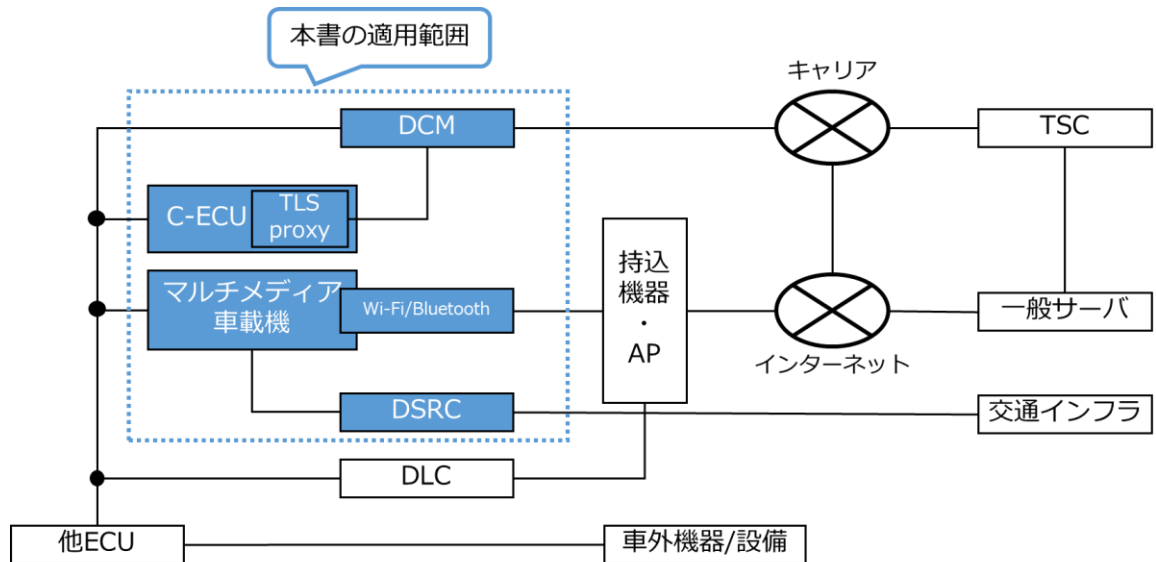 本書の適用範囲
キャリア
DCM
TSC
C-ECU
TLS
proxy
持込
機器
・
AP
マルチメディア
車載機
Wi-Fi/Bluetooth
一般サーバ
インターネット
DSRC
交通インフラ
DLC
他ECU
車外機器/設備